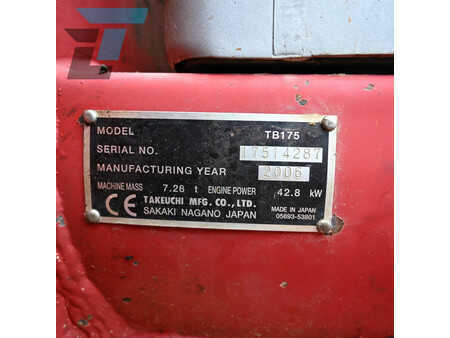 MODEL TB175
SERIAL NO. 17514287
MANUFACTURING YEAR 2006
MACHINE MASS 7.26 t ENGINE POWER 42.8 kW
CE TAKEUCHI MFG. CO., LTD. MADE IN JAPAN
SAKAKI NAGANO JAPAN 05693-53801